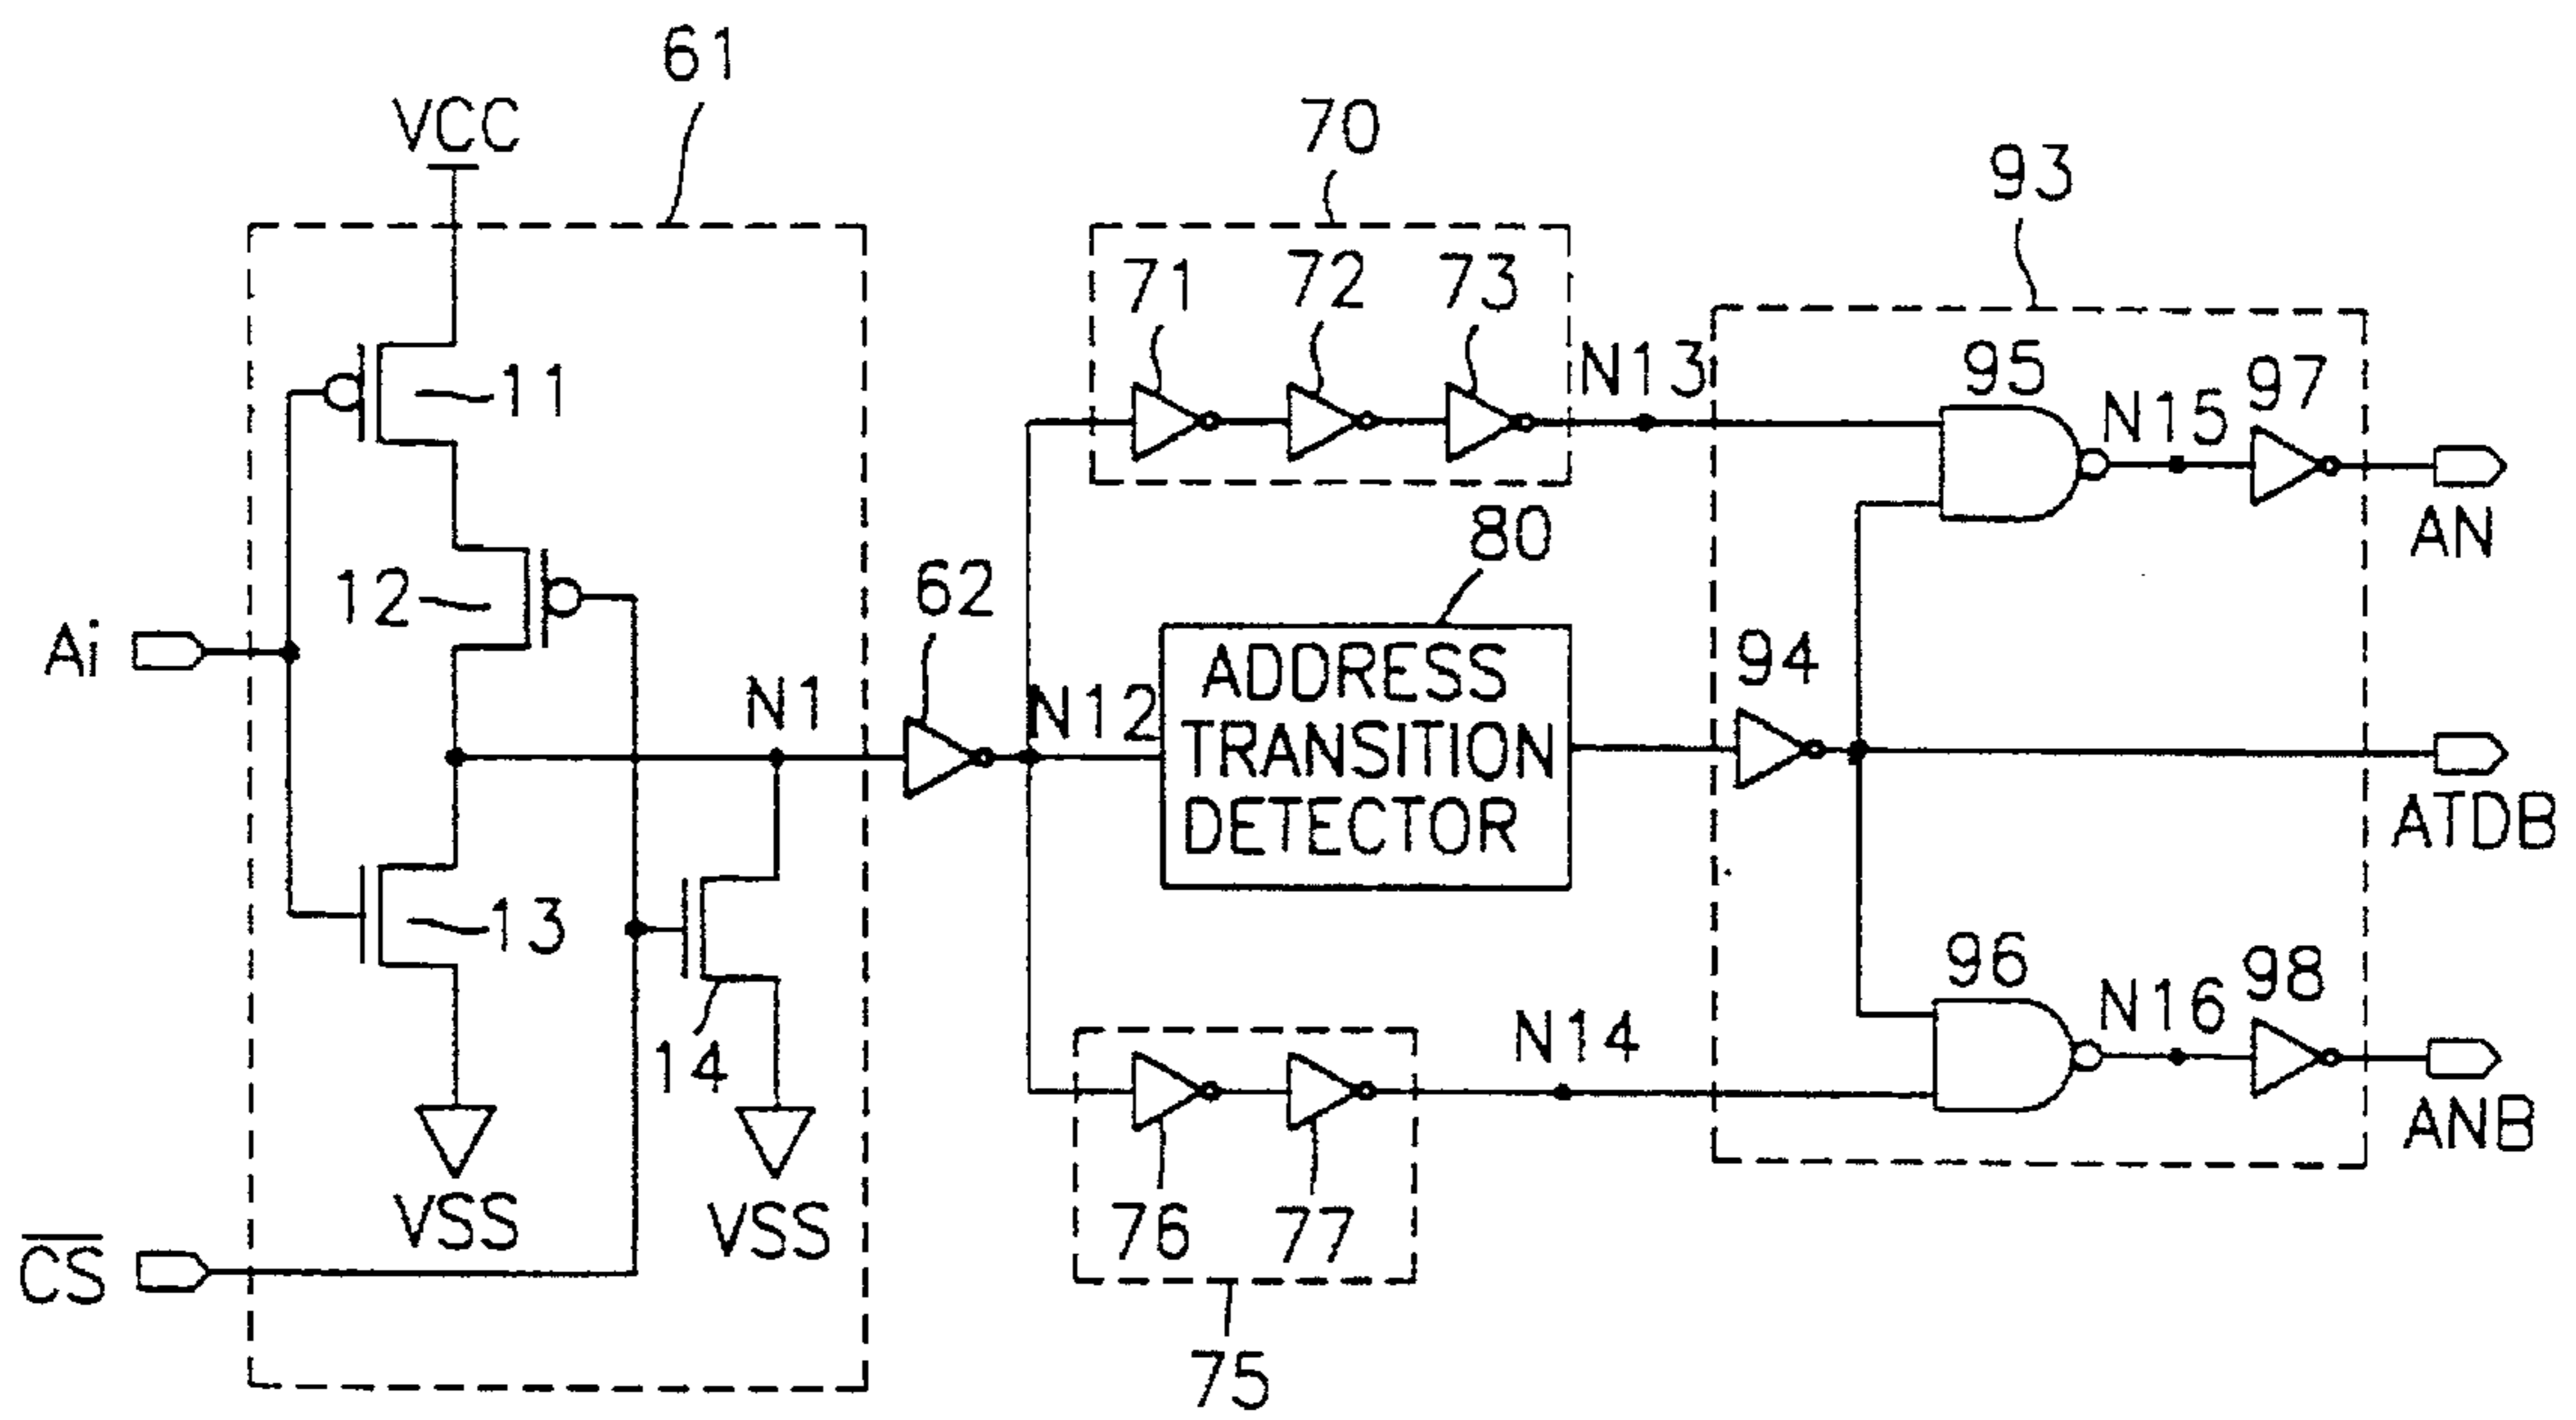 61
VCC
70
93
71
72
73
11
N13
95
N15
97
AN
12
62
80
Ai
N1
N12
ADDRESS
TRANSITION
DETECTOR
94
ATDB
13
14
96
N16
98
N14
ANB
VSS
VSS
76
77
C̅S̅
75